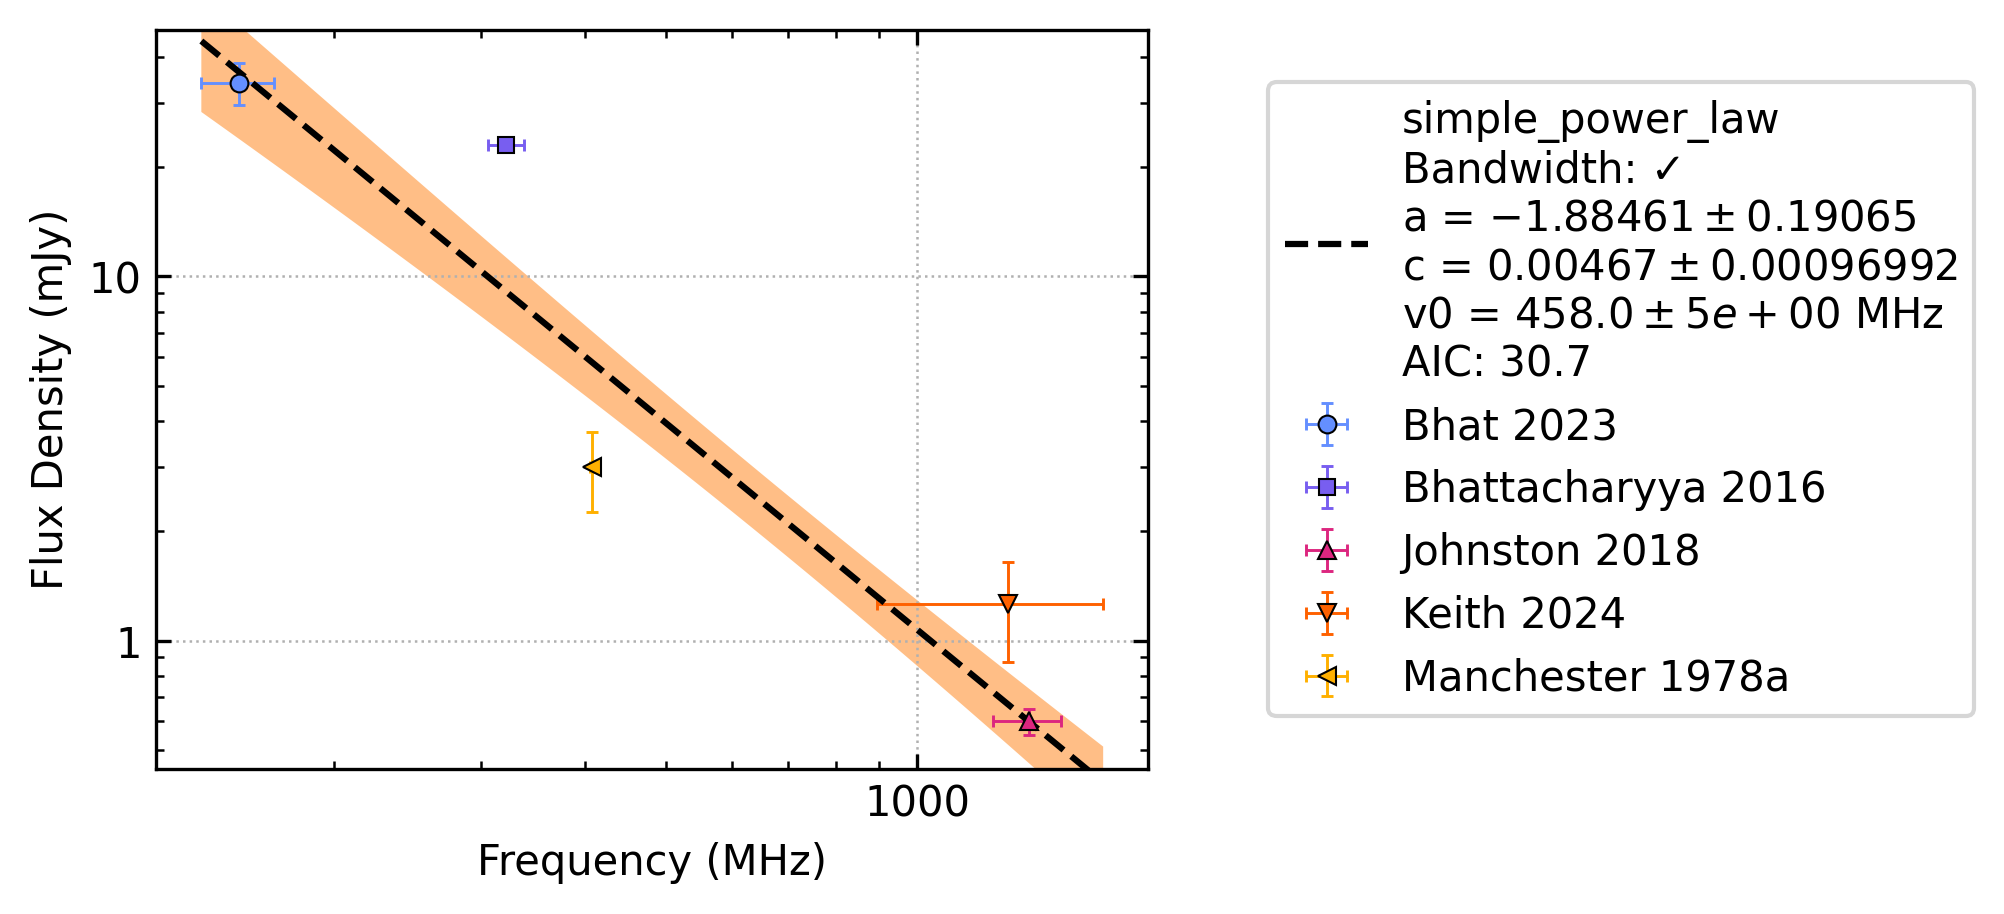 Flux Density (mJy)
10
1
1000
Frequency (MHz)
simple_power_law
Bandwidth: ✓
a = −1.88461 ± 0.19065
c = 0.00467 ± 0.00096992
v0 = 458.0 ± 5e + 00 MHz
AIC: 30.7
Bhat 2023
Bhattacharyya 2016
Johnston 2018
Keith 2024
Manchester 1978a